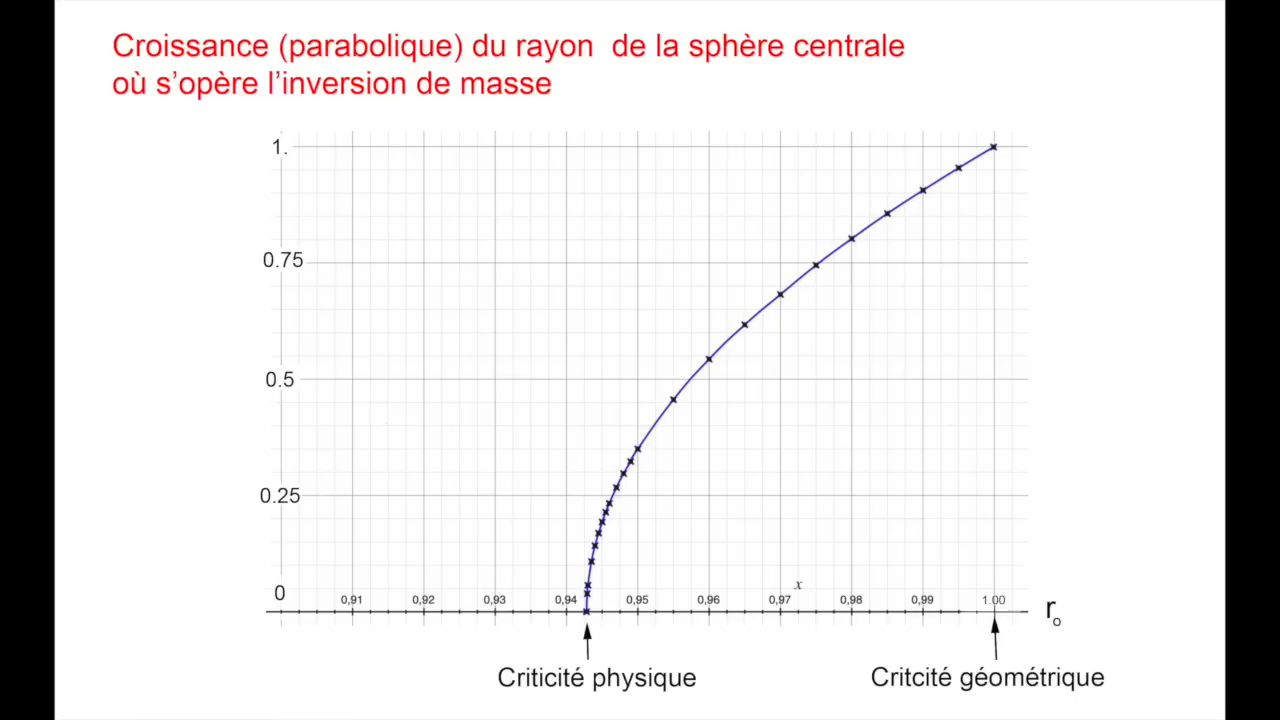 Croissance (parabolique) du rayon de la sphère centrale
où s’opère l’inversion de masse
1.
0.75
0.5
0.25
0
x
0,91 0,92 0,93 0,94 0,95 0,96 0,97 0,98 0,99 1.00
ro
Criticité physique Critcité géométrique